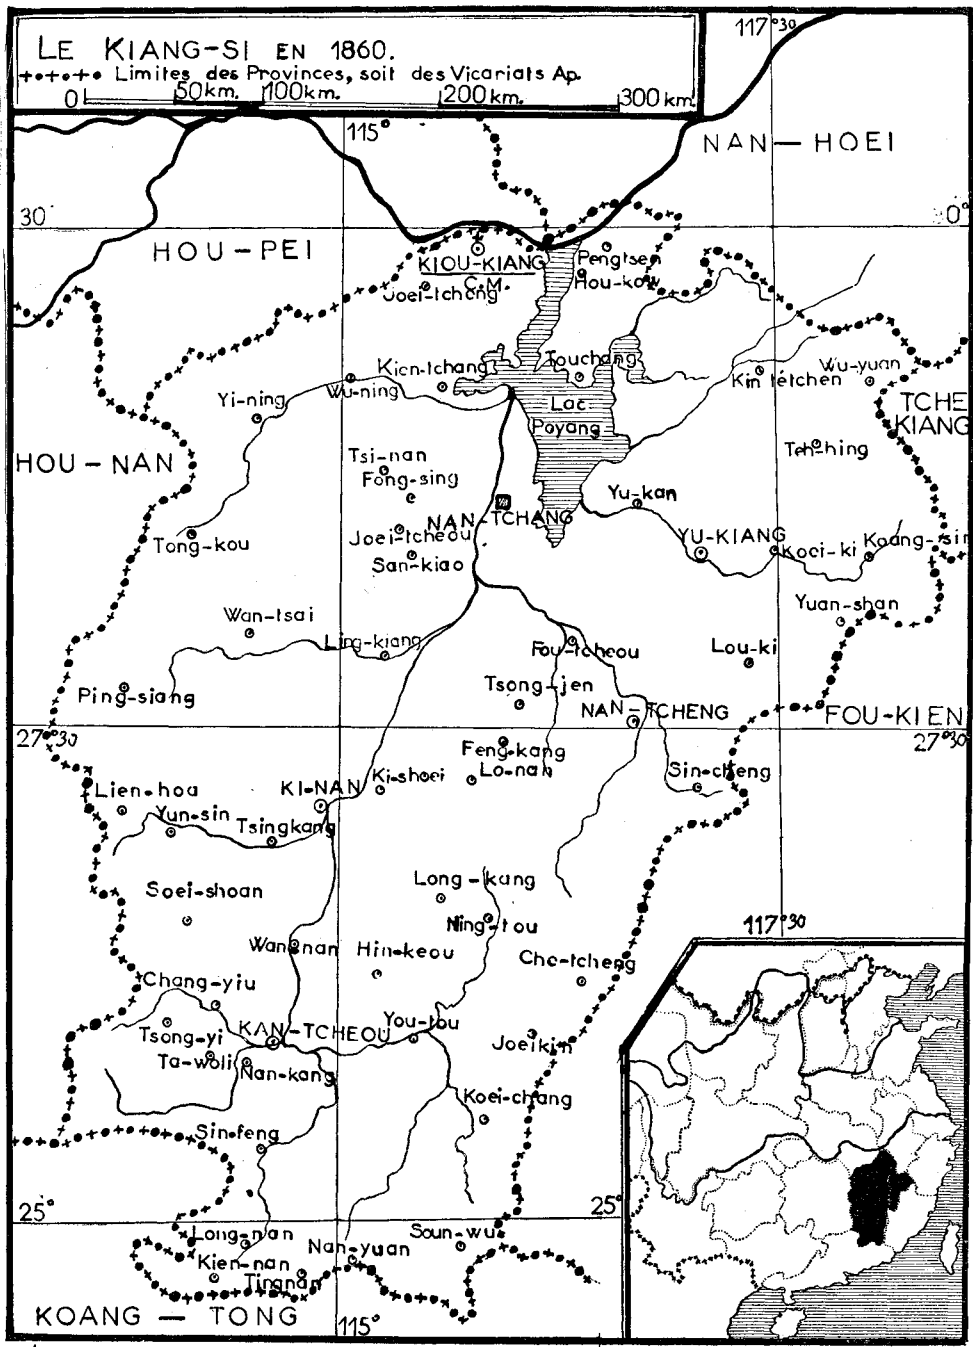 LE KIANG-SI EN 1860.
Limites des Provinces, soit des Vicariats Ap.
0 50km. 100km. 200 km. 300 km.
117°30
115°
NAN-HOEI
30°
HOU-PEI
KIOU-KIANG
C.M.
Pengtsen
Hou-kow
Joei-tchang
Kien-tchang
Touchang
Wu-ning
Yi-ning
Kin tétchen
Wu-yuan
TCHE
KIANG
Lac
Poyang
HOU-NAN
Tsi-nan
Fong-sing
Teh-hing
Yu-kan
NAN-TCHANG
Joei-tcheou
San-kiao
Tong-kou
YU-KIANG
Koei-ki
Koang-sin
Yuan-shan
Wan-tsai
Ling-kiang
Fou-tcheou
Lou-ki
Ping-siang
Tsong-jen
NAN-TCHENG
FOU-KIEN
27°30
27°30
Feng-kang
Lo-nan
Sin-cheng
Lien-hoa
KI-NAN
Ki-shoei
Yun-sin
Tsingkang
Soei-shoan
Long-kang
Ning-tou
117°30
Wan-nan
Hin-keou
Che-tcheng
Chang-yiu
Tsong-yi
KAN-TCHEOU
You-tou
Joeikin
Ta-woli
Nan-kang
Koei-chang
Sin-feng
25°
25°
Long-nan
Nan-yuan
Soun-wu
Kien-nan
Tingnan
KOANG-TONG
115°